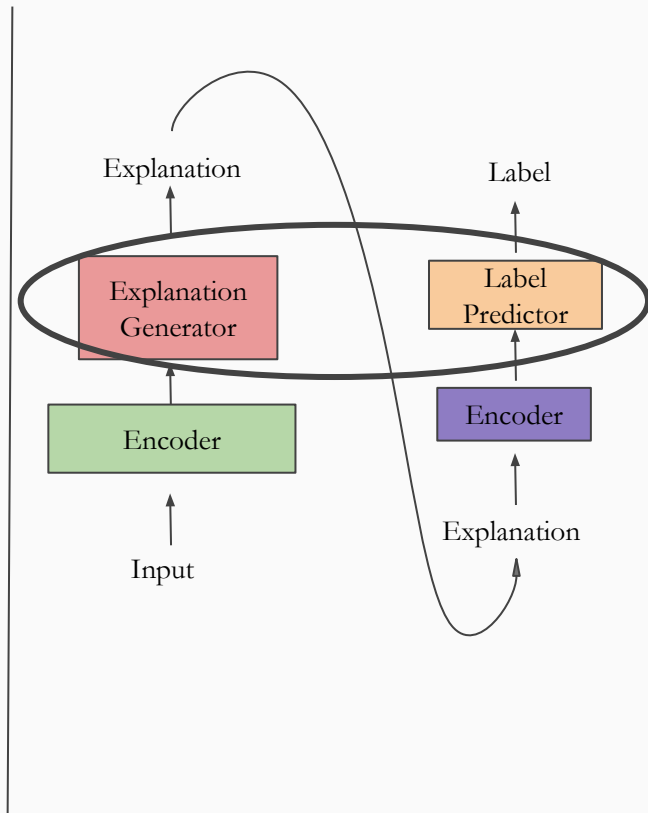 Explanation
Explanation
Generator
Encoder
Input
Label
Label
Predictor
Encoder
Explanation